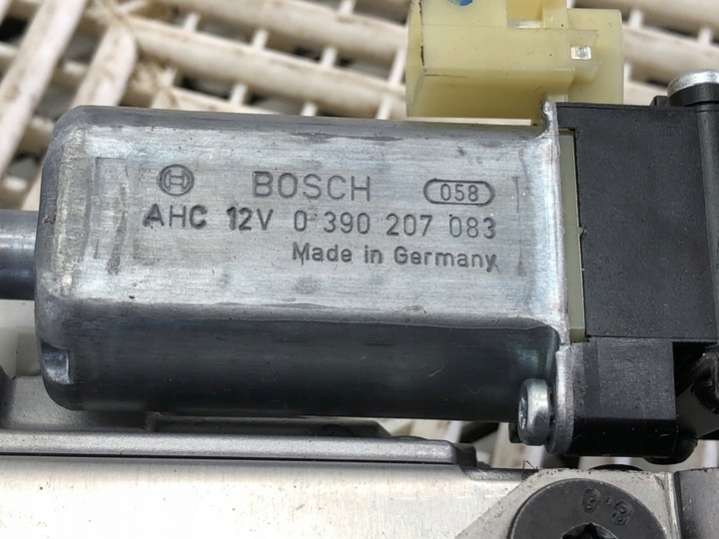 BOSCH 058
AHC 12V 0 390 207 083
Made in Germany